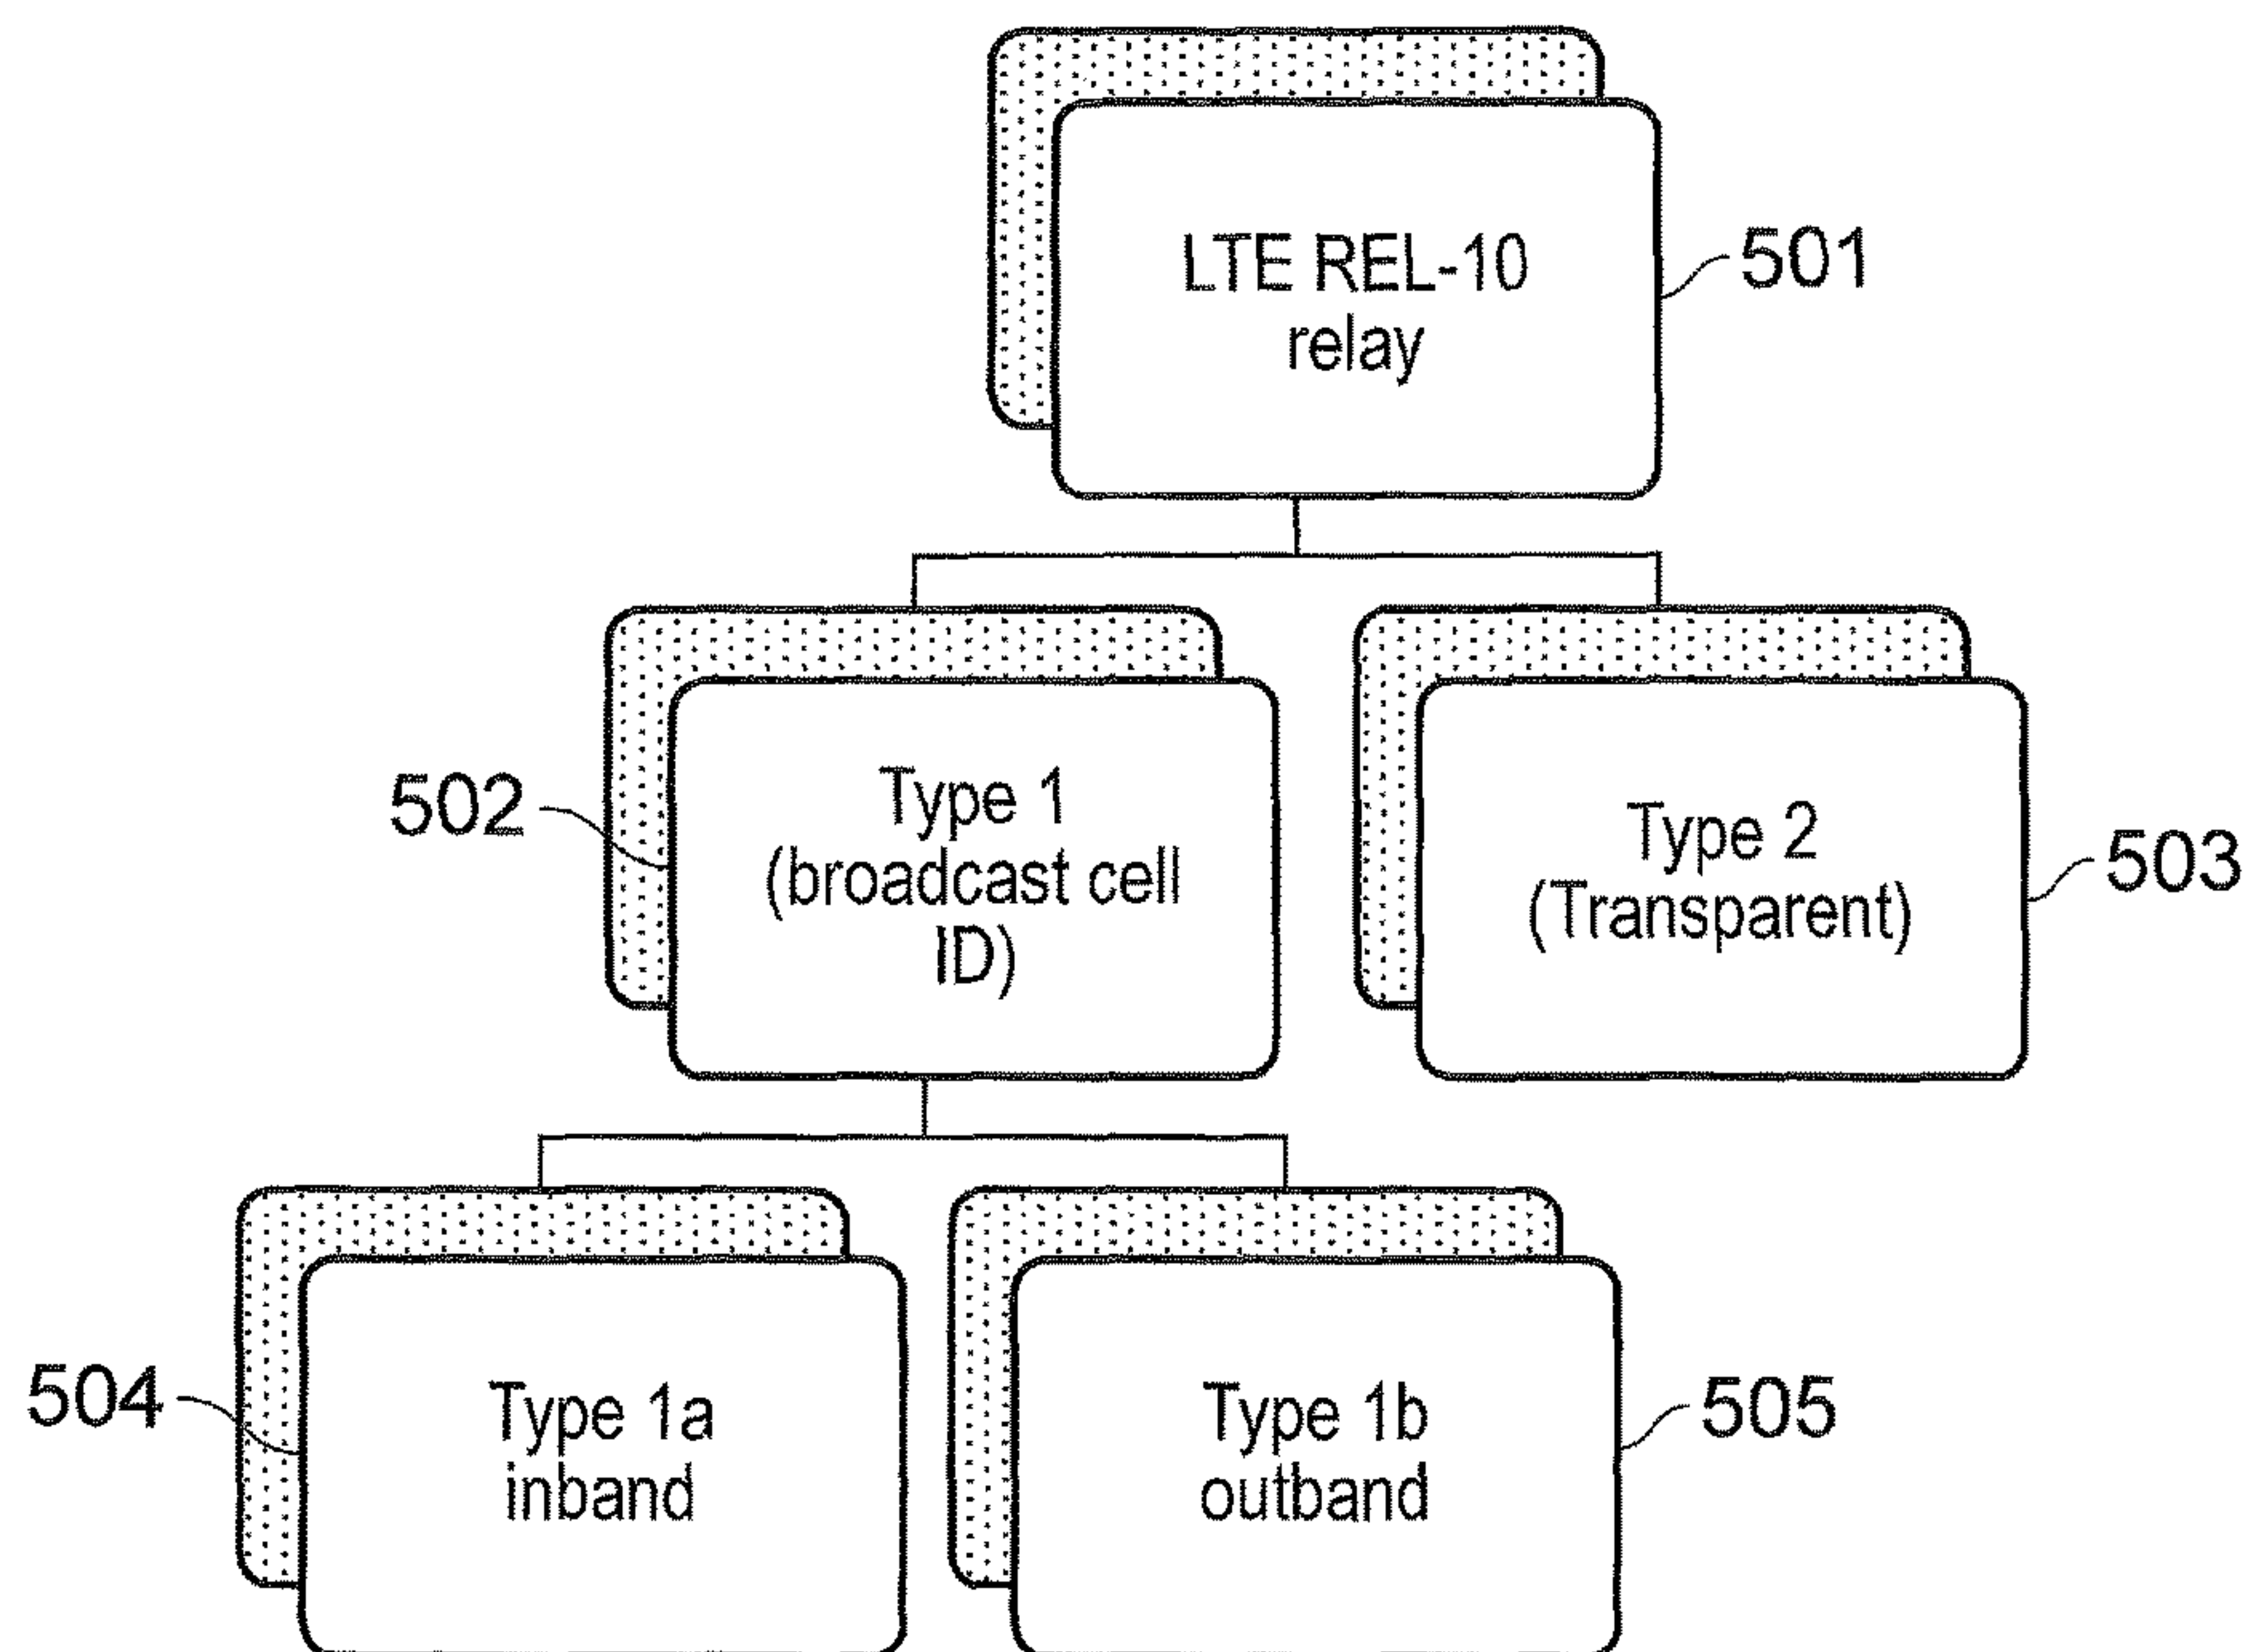 LTE REL-10
relay
501
502
Type 1
(broadcast cell
ID)
Type 2
(Transparent)
503
504
Type 1a
inband
Type 1b
outband
505